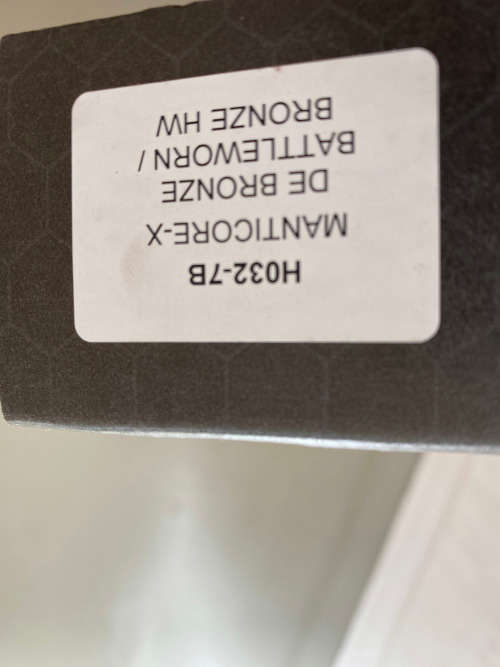 H032-7B
MANTICORE-X
DE BRONZE
BATTLEWORN /
BRONZE HW